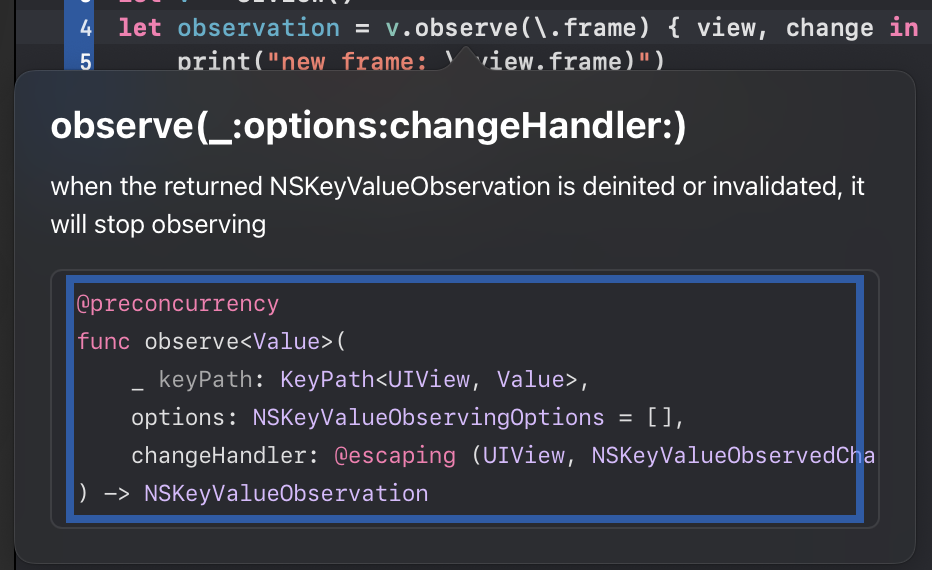 4 let observation = v.observe(\.frame) { view, change in
5 print("new frame: \ view.frame)")
observe(_:options:changeHandler:)
when the returned NSKeyValueObservation is deinited or invalidated, it
will stop observing
@preconcurrency
func observe<Value>(
_ keyPath: KeyPath<UIView, Value>,
options: NSKeyValueObservingOptions = [],
changeHandler: @escaping (UIView, NSKeyValueObservedCha
) -> NSKeyValueObservation